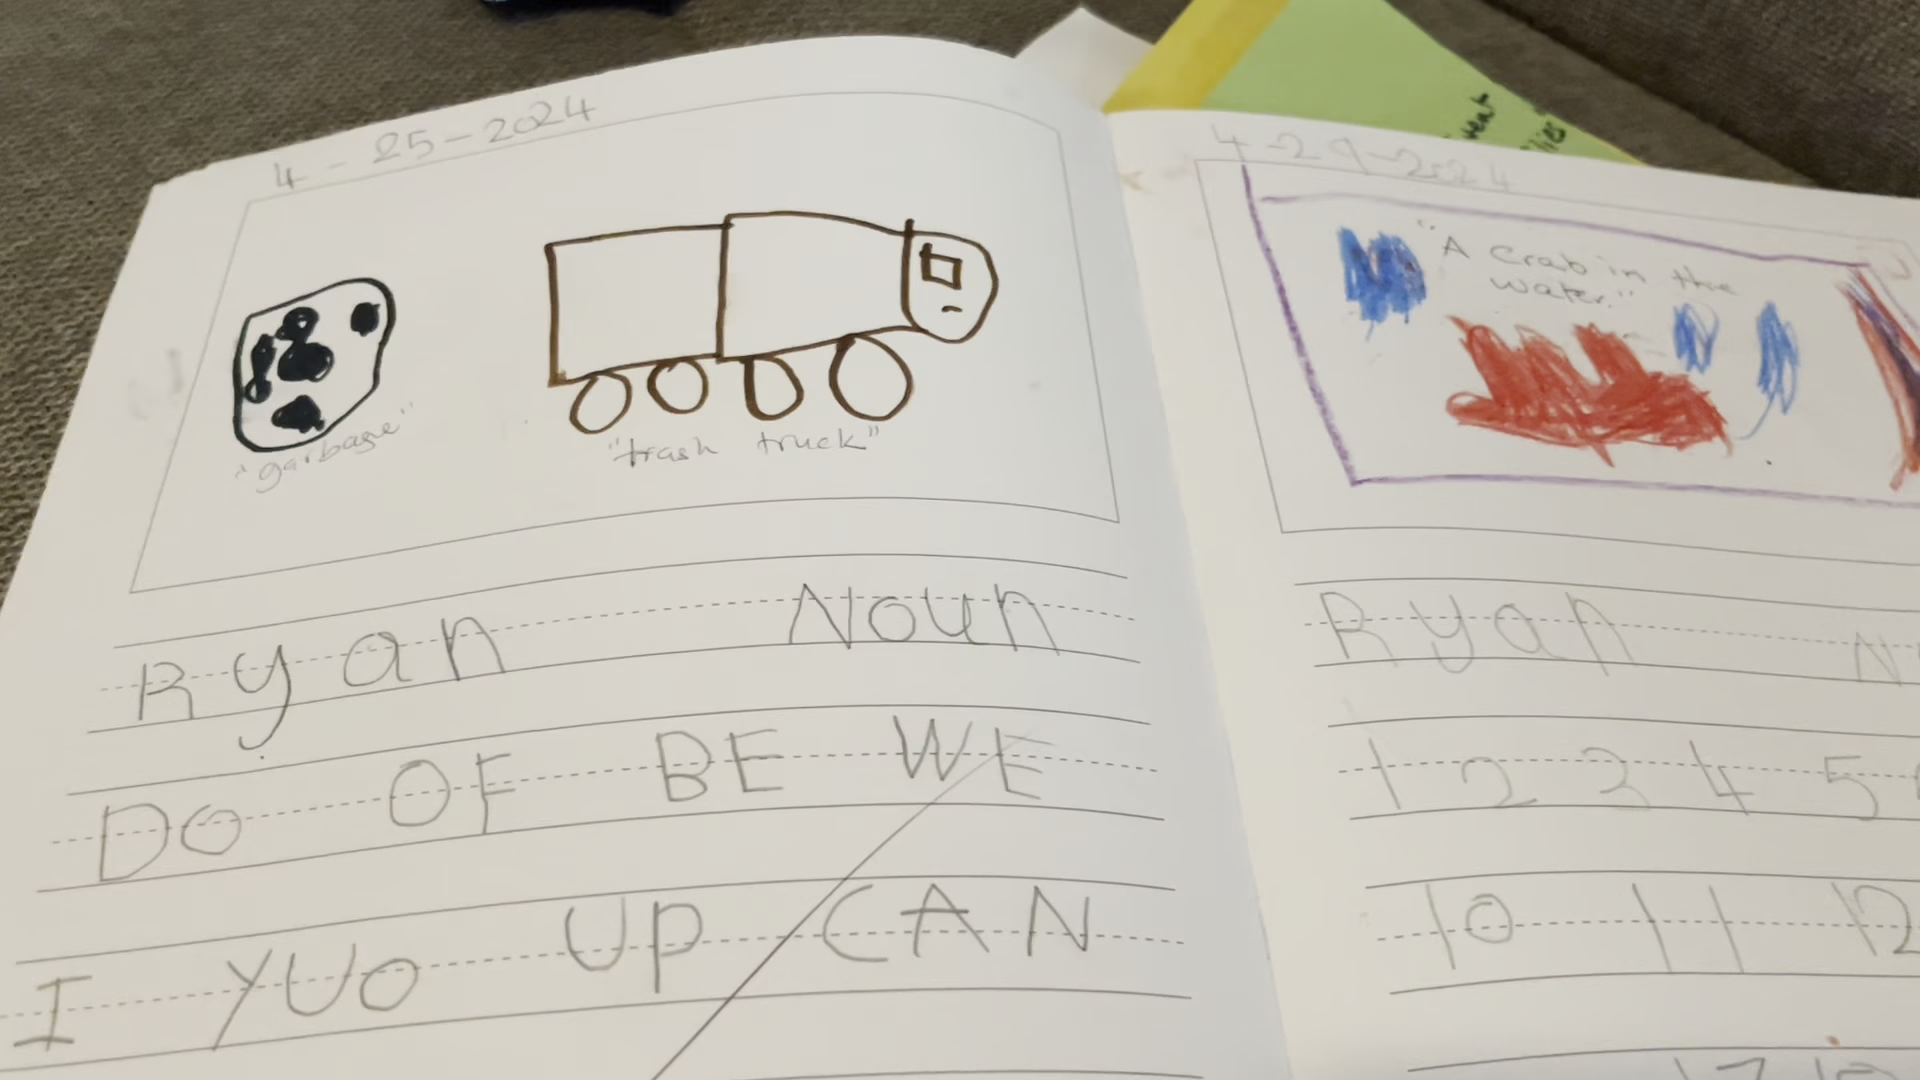 4-25-2024
"garbage"
"trash truck"
Ryan Noun
DO OF BE WE
I YUO UP CAN
4-29-2024
"A crab in the
water."
Ryan N
1 2 3 4 5
10 11 12
17